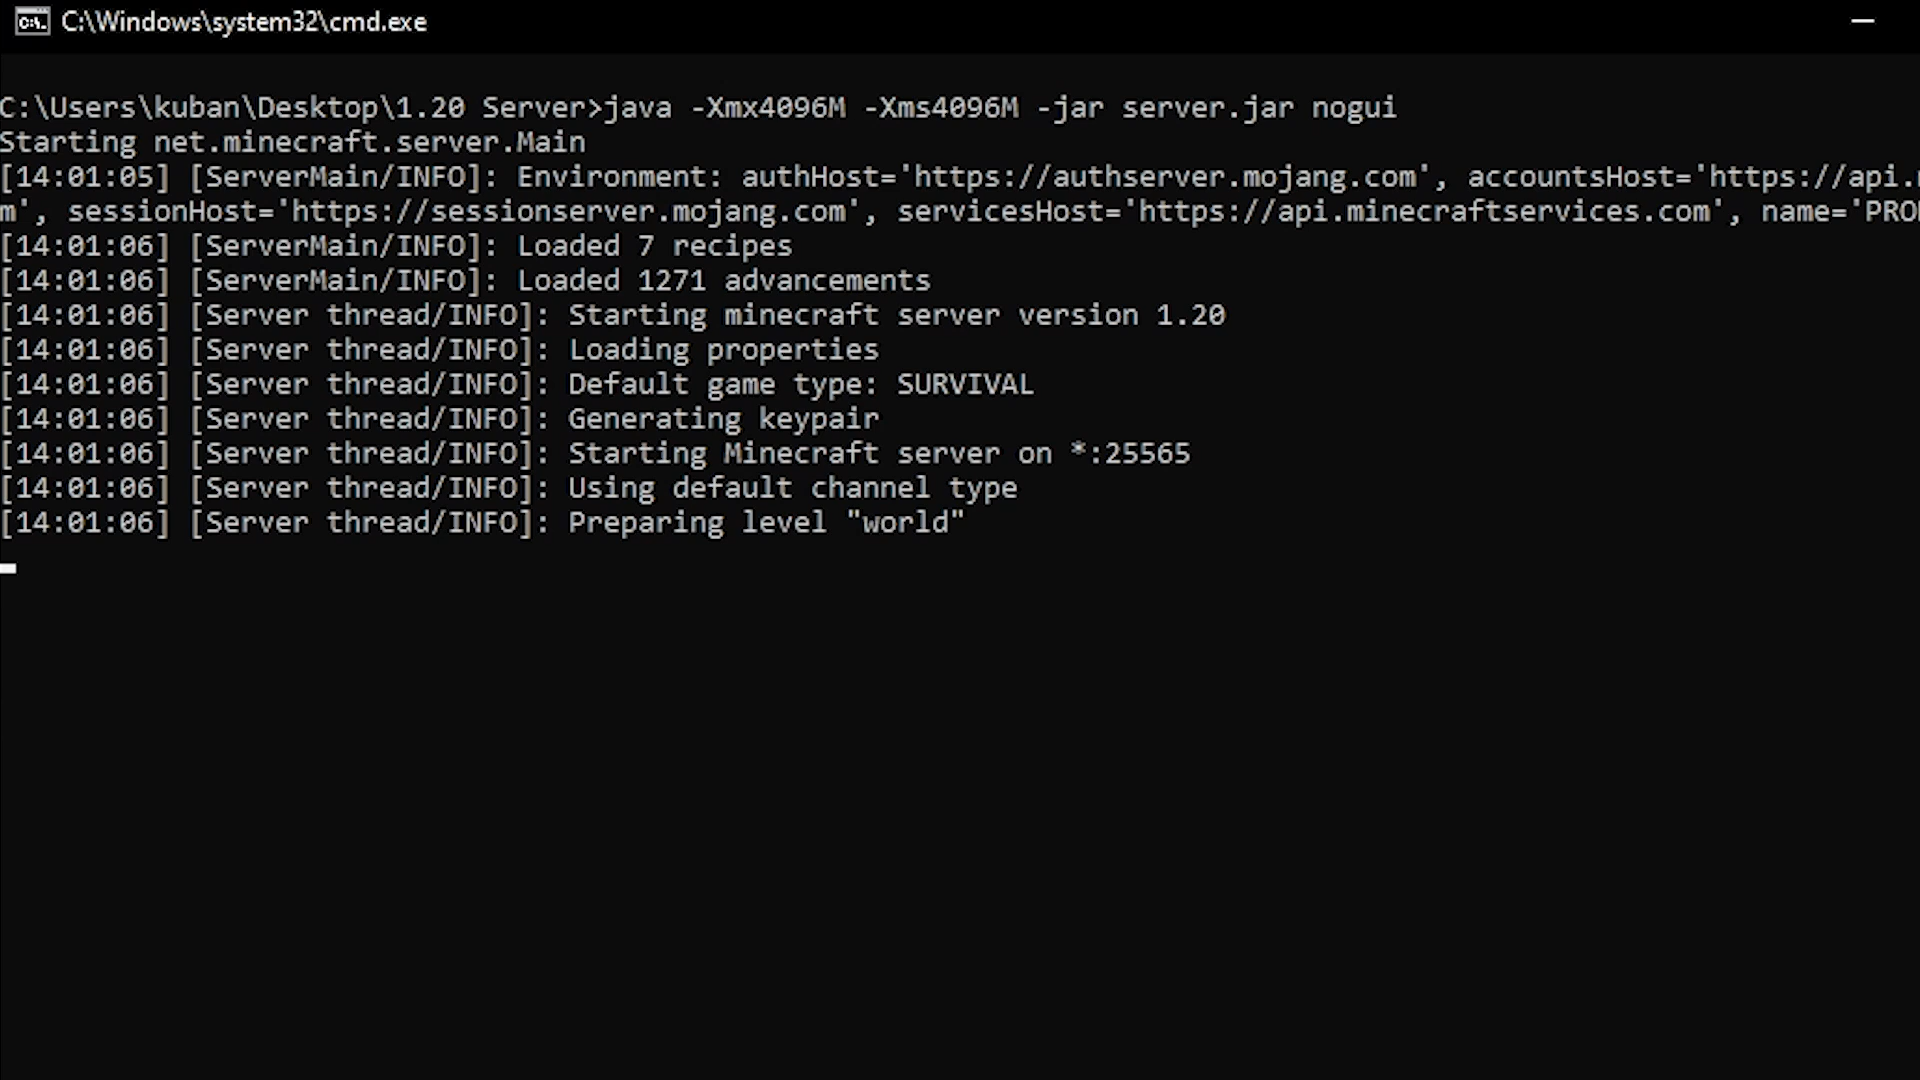 C:\Windows\system32\cmd.exe
C:\Users\kuban\Desktop\1.20 Server>java -Xmx4096M -Xms4096M -jar server.jar nogui
Starting net.minecraft.server.Main
[14:01:05] [ServerMain/INFO]: Environment: authHost='https://authserver.mojang.com', accountsHost='https://api.
m', sessionHost='https://sessionserver.mojang.com', servicesHost='https://api.minecraftservices.com', name='PRO
[14:01:06] [ServerMain/INFO]: Loaded 7 recipes
[14:01:06] [ServerMain/INFO]: Loaded 1271 advancements
[14:01:06] [Server thread/INFO]: Starting minecraft server version 1.20
[14:01:06] [Server thread/INFO]: Loading properties
[14:01:06] [Server thread/INFO]: Default game type: SURVIVAL
[14:01:06] [Server thread/INFO]: Generating keypair
[14:01:06] [Server thread/INFO]: Starting Minecraft server on *:25565
[14:01:06] [Server thread/INFO]: Using default channel type
[14:01:06] [Server thread/INFO]: Preparing level "world"